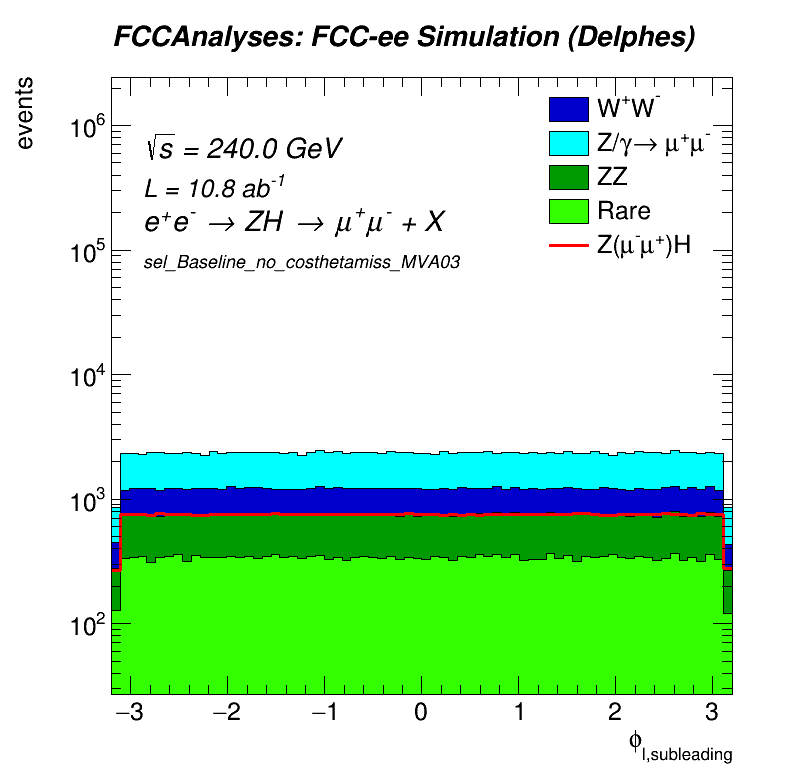 FCCAnalyses: FCC-ee Simulation (Delphes)
events
√s = 240.0 GeV
L = 10.8 ab⁻¹
e⁺e⁻ → ZH → μ⁺μ⁻ + X
sel_Baseline_no_costhetamiss_MVA03
W⁺W⁻
Z/γ→ μ⁺μ⁻
ZZ
Rare
Z(μ⁻μ⁺)H
10⁶
10⁵
10⁴
10³
10²
−3 −2 −1 0 1 2 3
ϕ_l,subleading